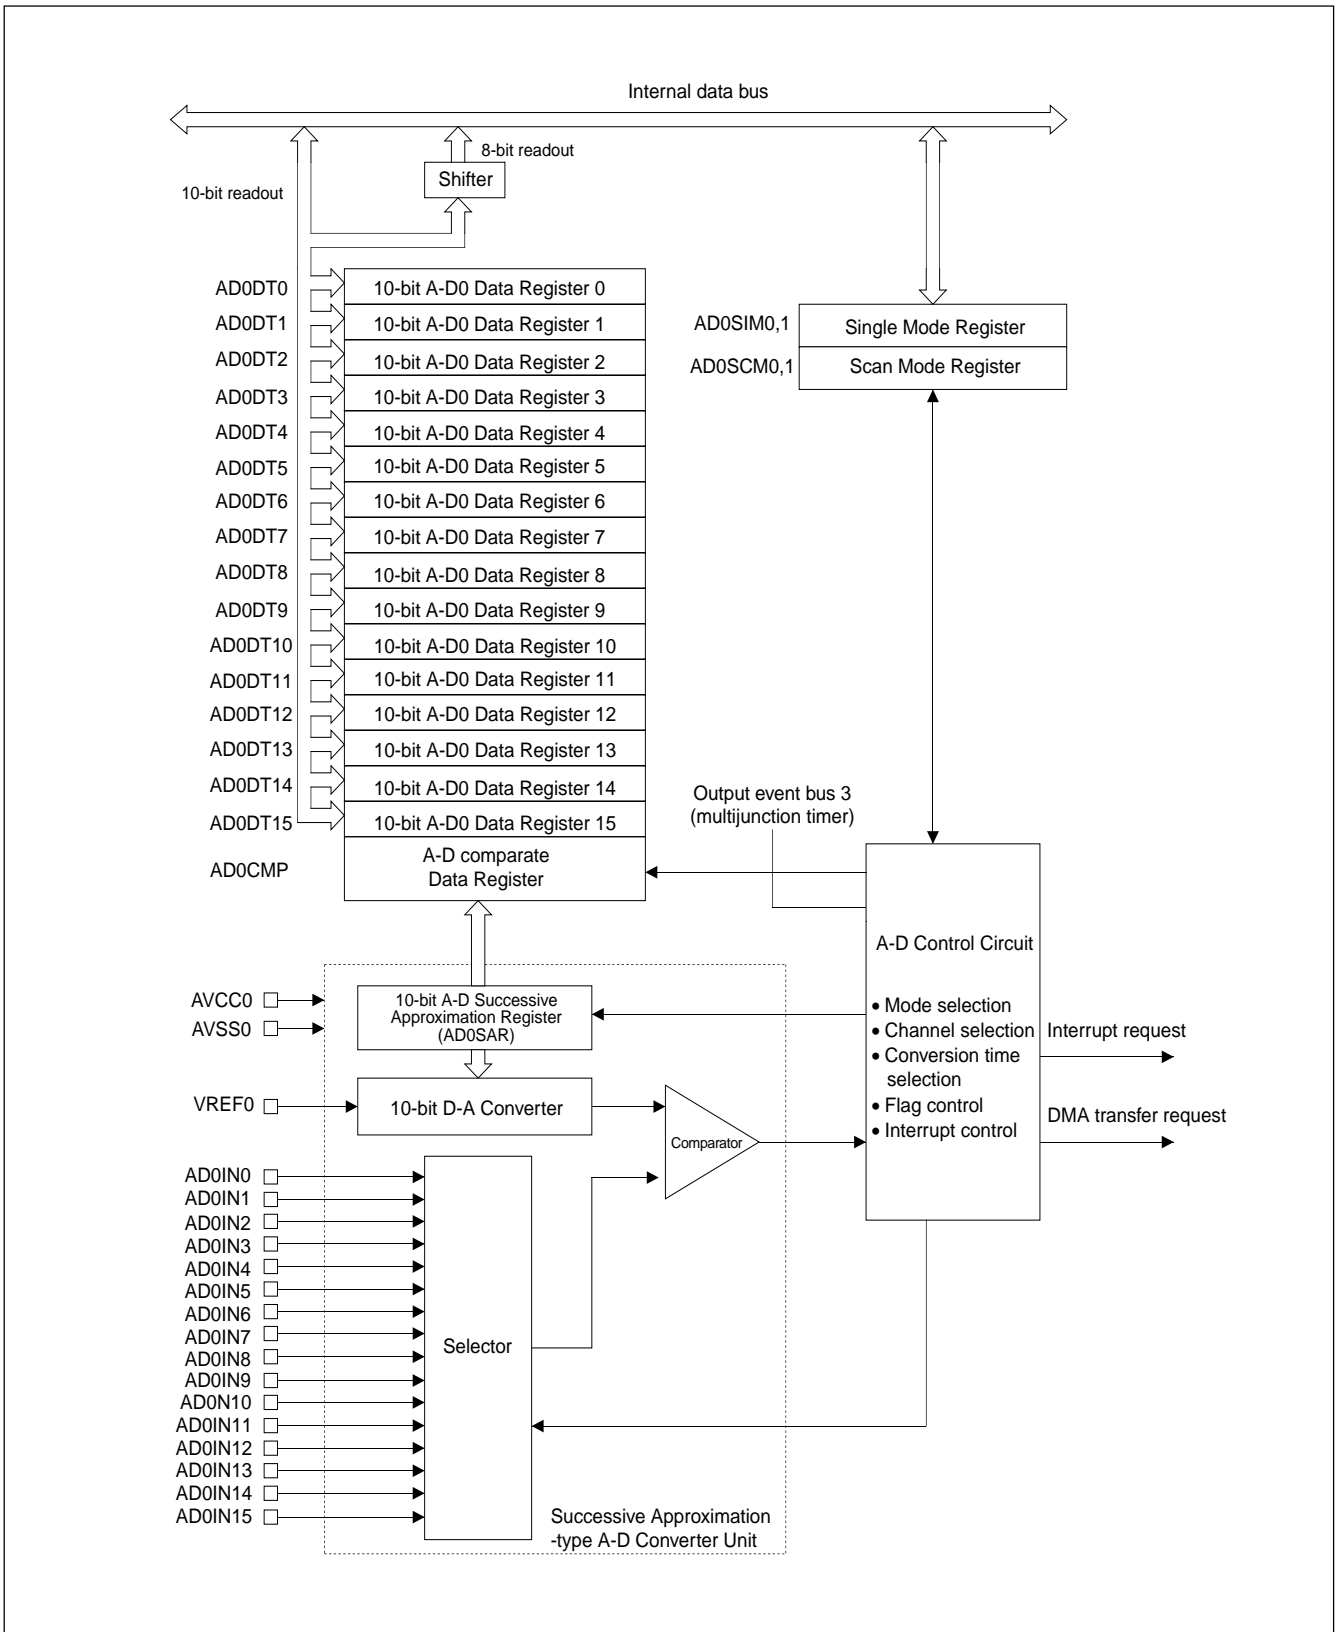 Internal data bus
8-bit readout
Shifter
10-bit readout
AD0DT0
10-bit A-D0 Data Register 0
AD0DT1
10-bit A-D0 Data Register 1
AD0SIM0,1
Single Mode Register
AD0DT2
10-bit A-D0 Data Register 2
AD0SCM0,1
Scan Mode Register
AD0DT3
10-bit A-D0 Data Register 3
AD0DT4
10-bit A-D0 Data Register 4
AD0DT5
10-bit A-D0 Data Register 5
AD0DT6
10-bit A-D0 Data Register 6
AD0DT7
10-bit A-D0 Data Register 7
AD0DT8
10-bit A-D0 Data Register 8
AD0DT9
10-bit A-D0 Data Register 9
AD0DT10
10-bit A-D0 Data Register 10
AD0DT11
10-bit A-D0 Data Register 11
AD0DT12
10-bit A-D0 Data Register 12
AD0DT13
10-bit A-D0 Data Register 13
AD0DT14
10-bit A-D0 Data Register 14
AD0DT15
10-bit A-D0 Data Register 15
Output event bus 3
(multijunction timer)
AD0CMP
A-D comparate
Data Register
A-D Control Circuit
• Mode selection
• Channel selection
• Conversion time
selection
• Flag control
• Interrupt control
Interrupt request
DMA transfer request
AVCC0
AVSS0
10-bit A-D Successive
Approximation Register
(AD0SAR)
VREF0
10-bit D-A Converter
Comparator
AD0IN0
AD0IN1
AD0IN2
AD0IN3
AD0IN4
AD0IN5
AD0IN6
AD0IN7
AD0IN8
AD0IN9
AD0N10
AD0IN11
AD0IN12
AD0IN13
AD0IN14
AD0IN15
Selector
Successive Approximation
-type A-D Converter Unit